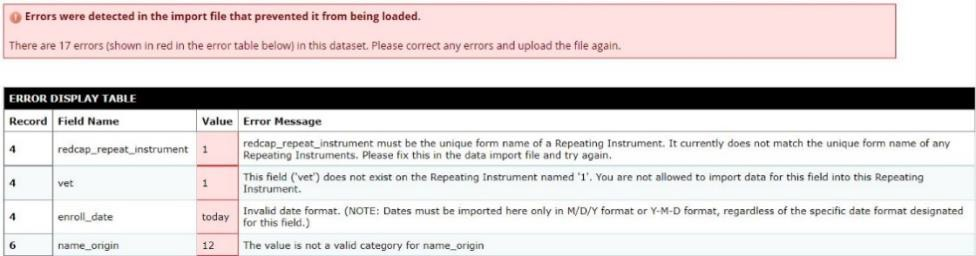 Errors were detected in the import file that prevented it from being loaded.
There are 17 errors (shown in red in the error table below) in this dataset. Please correct any errors and upload the file again.
ERROR DISPLAY TABLE
Record Field Name Value Error Message
4 redcap_repeat_instrument 1 redcap_repeat_instrument must be the unique form name of a Repeating Instrument. It currently does not match the unique form name of any
Repeating Instruments. Please fix this in the data import file and try again.
4 vet 1 This field ('vet') does not exist on the Repeating Instrument named '1'. You are not allowed to import data for this field into this Repeating
Instrument.
4 enroll_date today Invalid date format. (NOTE: Dates must be imported here only in M/D/Y format or Y-M-D format, regardless of the specific date format designated
for this field.)
6 name_origin 12 The value is not a valid category for name_origin